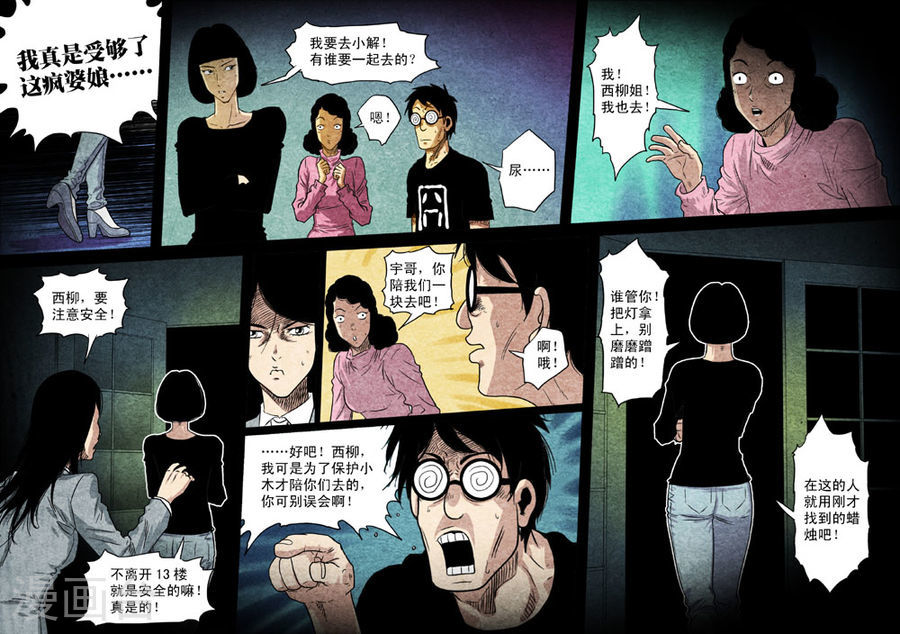 我真是受够了
这疯婆娘……
我要去小解！
有谁要一起去的？
嗯！
尿……
我！
西柳姐！
我也去！
西柳，要
注意安全！
不离开13楼
就是安全的嘛！
真是的！
宇哥，你
陪我们一
块去吧！
啊！
哦！
……好吧！西柳，
我可是为了保护小
木才陪你们去的，
你可别误会啊！
谁管你！
把灯拿
上，别
磨磨蹭
蹭的！
在这的人
就用刚才
找到的蜡
烛吧！
漫画